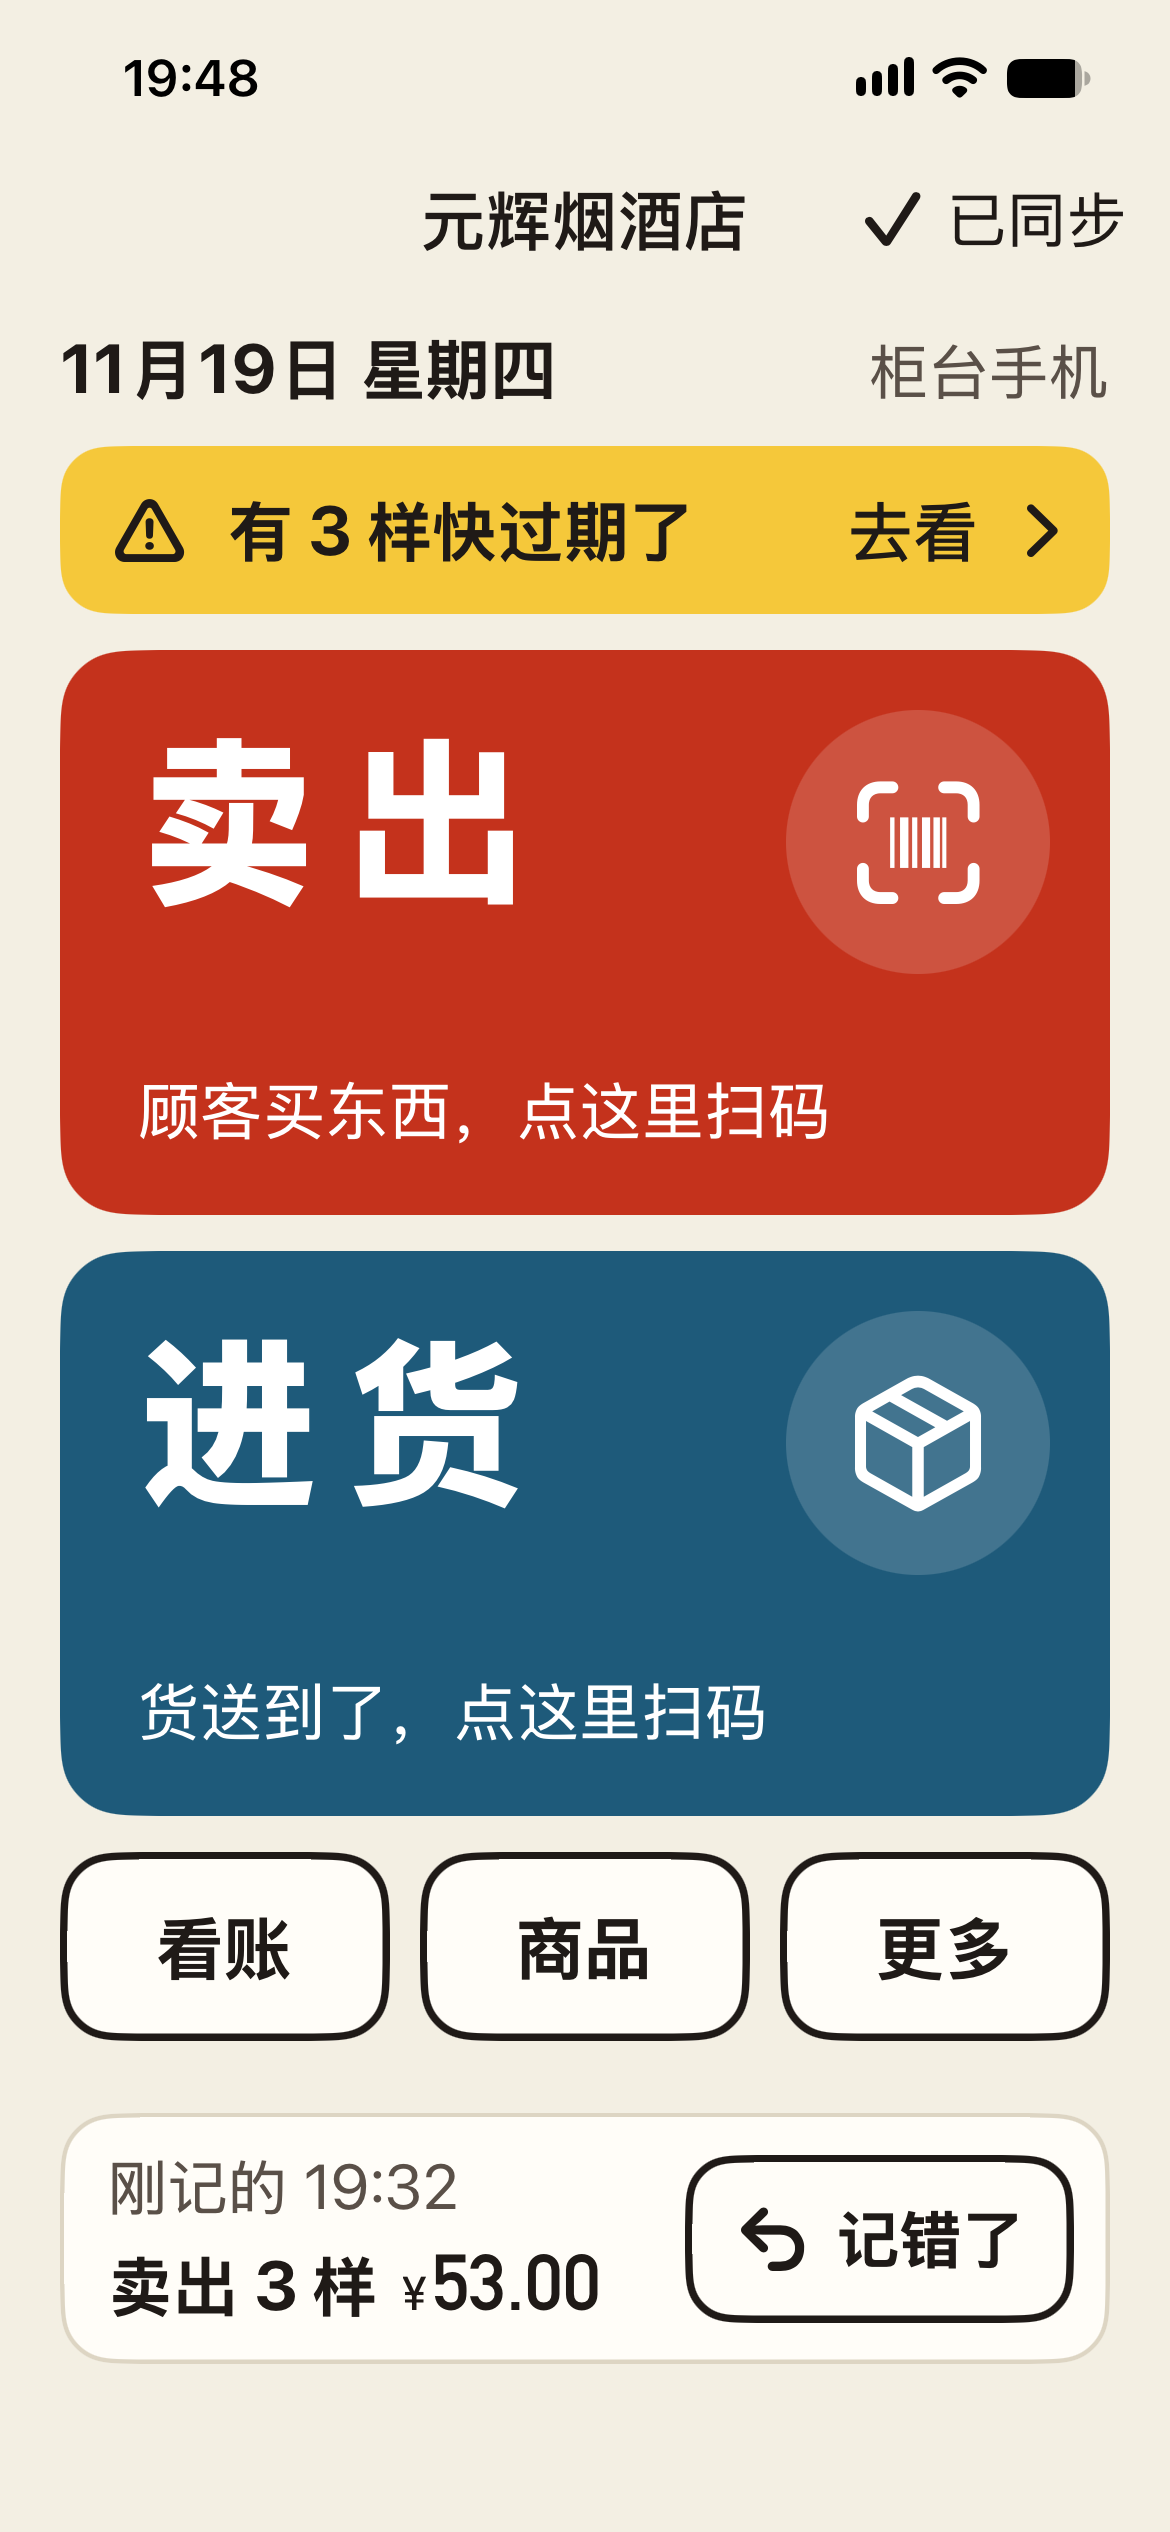 19:48
元辉烟酒店
已同步
11月19日 星期四
柜台手机
有 3 样快过期了
去看
卖出
顾客买东西，点这里扫码
进货
货送到了，点这里扫码
看账
商品
更多
刚记的 19:32
卖出 3 样 ¥53.00
记错了